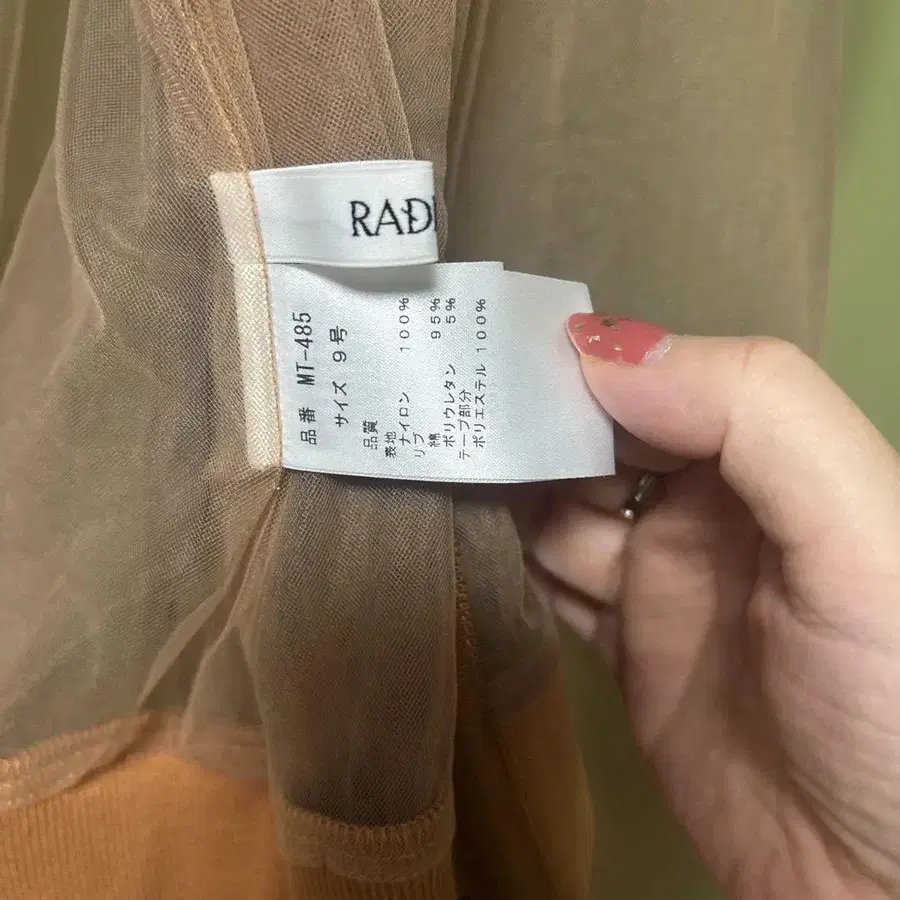 RAD
品番 MT-485
サイズ 9号
品質
表地
ナイロン 100%
リブ
綿 95%
ポリウレタン 95%
テープ部分
ポリエステル 100%